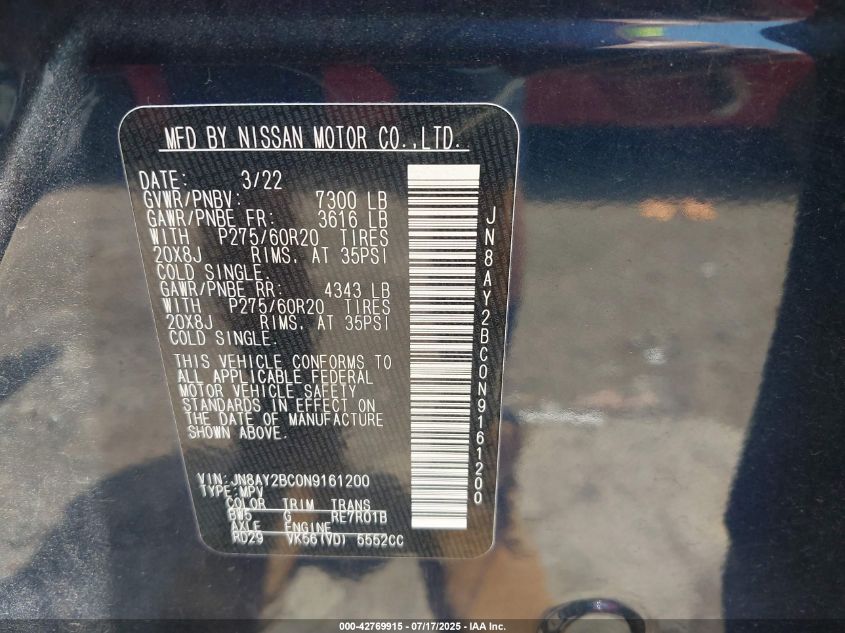 MFD BY NISSAN MOTOR CO.,LTD.
DATE: 3/22
GVWR/PNBV: 7300 LB
GAWR/PNBE FR: 3616 LB
WITH P275/60R20 TIRES
20X8J RIMS, AT 35PSI
COLD SINGLE.
GAWR/PNBE RR: 4343 LB
WITH P275/60R20 TIRES
20X8J RIMS, AT 35PSI
COLD SINGLE.
THIS VEHICLE CONFORMS TO
ALL APPLICABLE FEDERAL
MOTOR VEHICLE SAFETY
STANDARDS IN EFFECT ON
THE DATE OF MANUFACTURE
SHOWN ABOVE.
VIN: JN8AY2BC0N9161200
TYPE:MPV
COLOR TRIM TRANS
BW5 G RE7R01B
AXLE ENGINE
RD29 VK56(VD) 5552CC
JN8AY2BC0N9161200
000-42769915 - 07/17/2025 - IAA Inc.